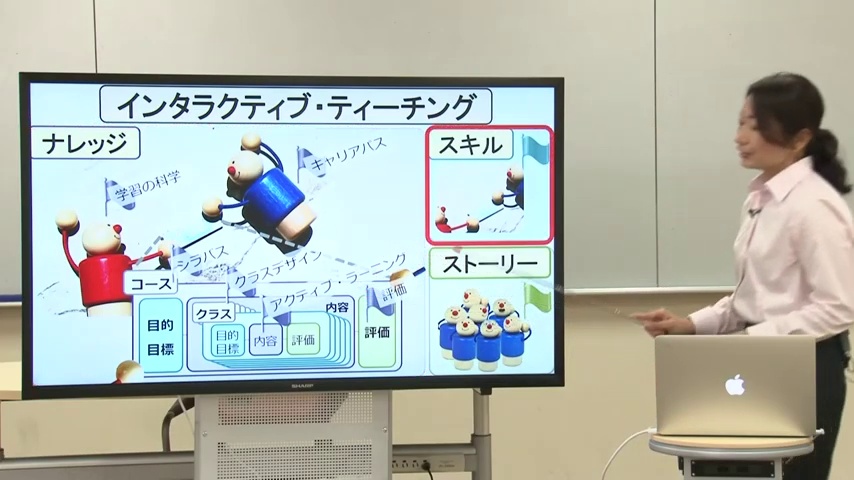 インタラクティブ・ティーチング
ナレッジ
スキル
キャリアパス
学習の科学
シラバス
クラスデザイン
アクティブ・ラーニング
評価
ストーリー
コース
目的
目標
クラス
内容
目的
目標
内容
評価
評価
SHARP